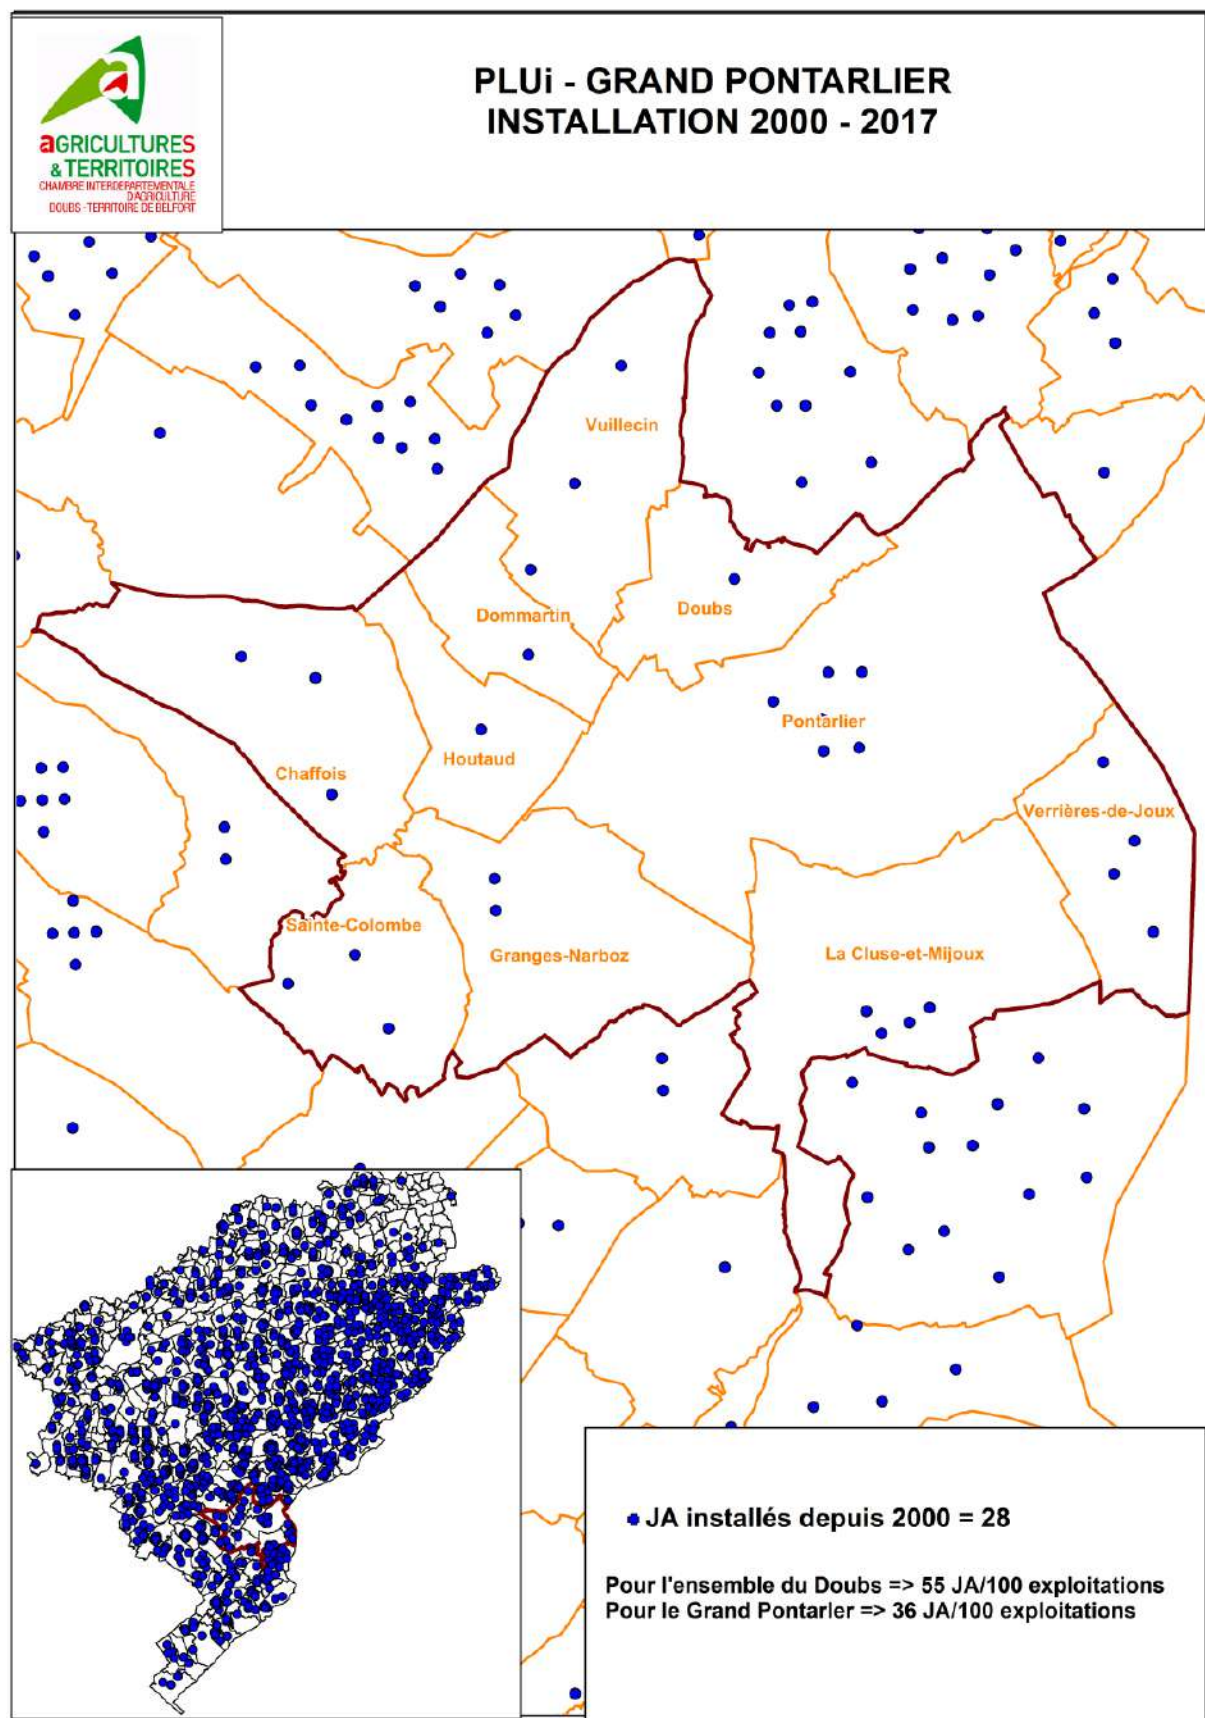 aGRICULTURES
& TERRITOIRES
CHAMBRE INTERDEPARTEMENTALE
D'AGRICULTURE
DOUBS - TERRITOIRE DE BELFORT
PLUi - GRAND PONTARLIER
INSTALLATION 2000 - 2017
Vuillecin
Dommartin
Doubs
Pontarlier
Houtaud
Chaffois
Verrières-de-Joux
Sainte-Colombe
Granges-Narboz
La Cluse-et-Mijoux
JA installés depuis 2000 = 28
Pour l'ensemble du Doubs => 55 JA/100 exploitations
Pour le Grand Pontarler => 36 JA/100 exploitations